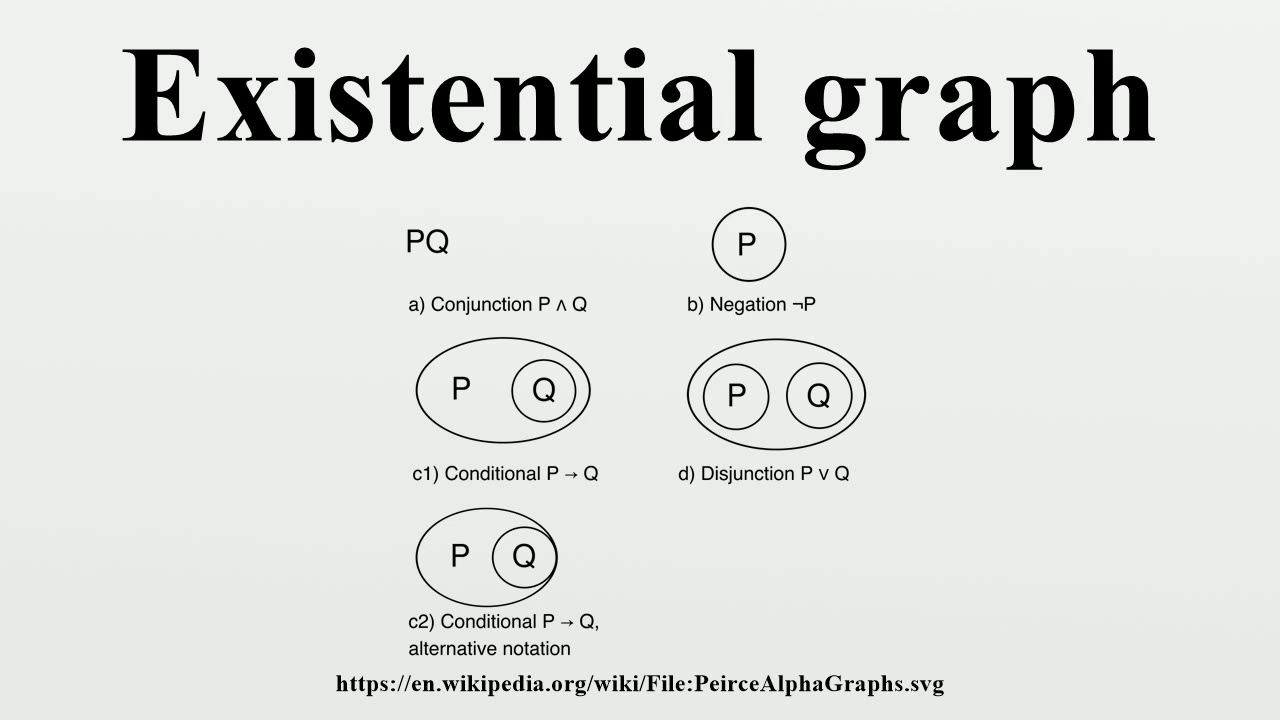 Existential graph
PQ
P
a) Conjunction P ∧ Q
b) Negation ¬P
P Q
P Q
c1) Conditional P → Q
d) Disjunction P ∨ Q
P Q
c2) Conditional P → Q,
alternative notation
https://en.wikipedia.org/wiki/File:PeirceAlphaGraphs.svg